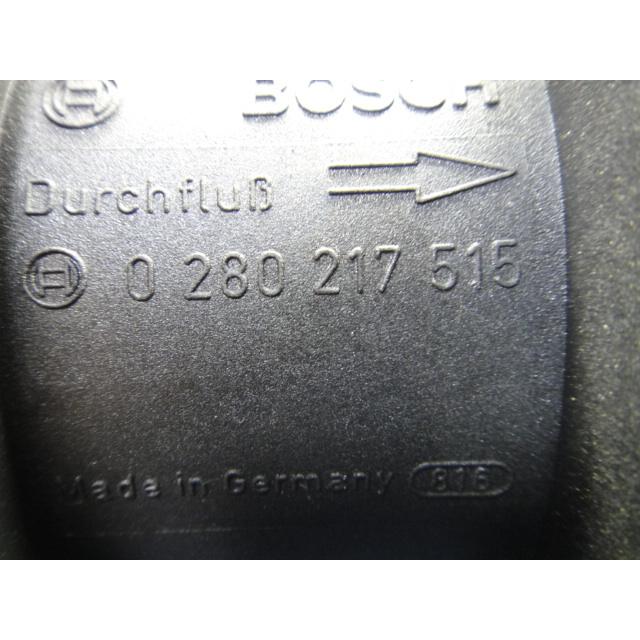 BOSCH
Durchfluß
0 280 217 515
Made in Germany 816